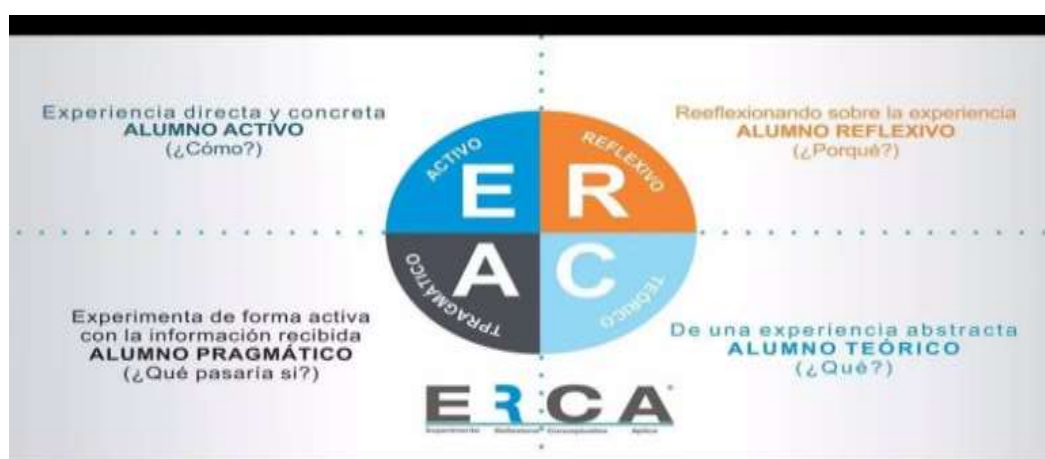 Experiencia directa y concreta
ALUMNO ACTIVO
(¿Cómo?)
Reeflexionando sobre la experiencia
ALUMNO REFLEXIVO
(¿Porqué?)
ACTIVO
REFLEXIVO
E R
A C
TPRAGMÁTICO
TEÓRICO
Experimenta de forma activa
con la información recibida
ALUMNO PRAGMÁTICO
(¿Qué pasaría si?)
De una experiencia abstracta
ALUMNO TEÓRICO
(¿Qué?)
ERCA